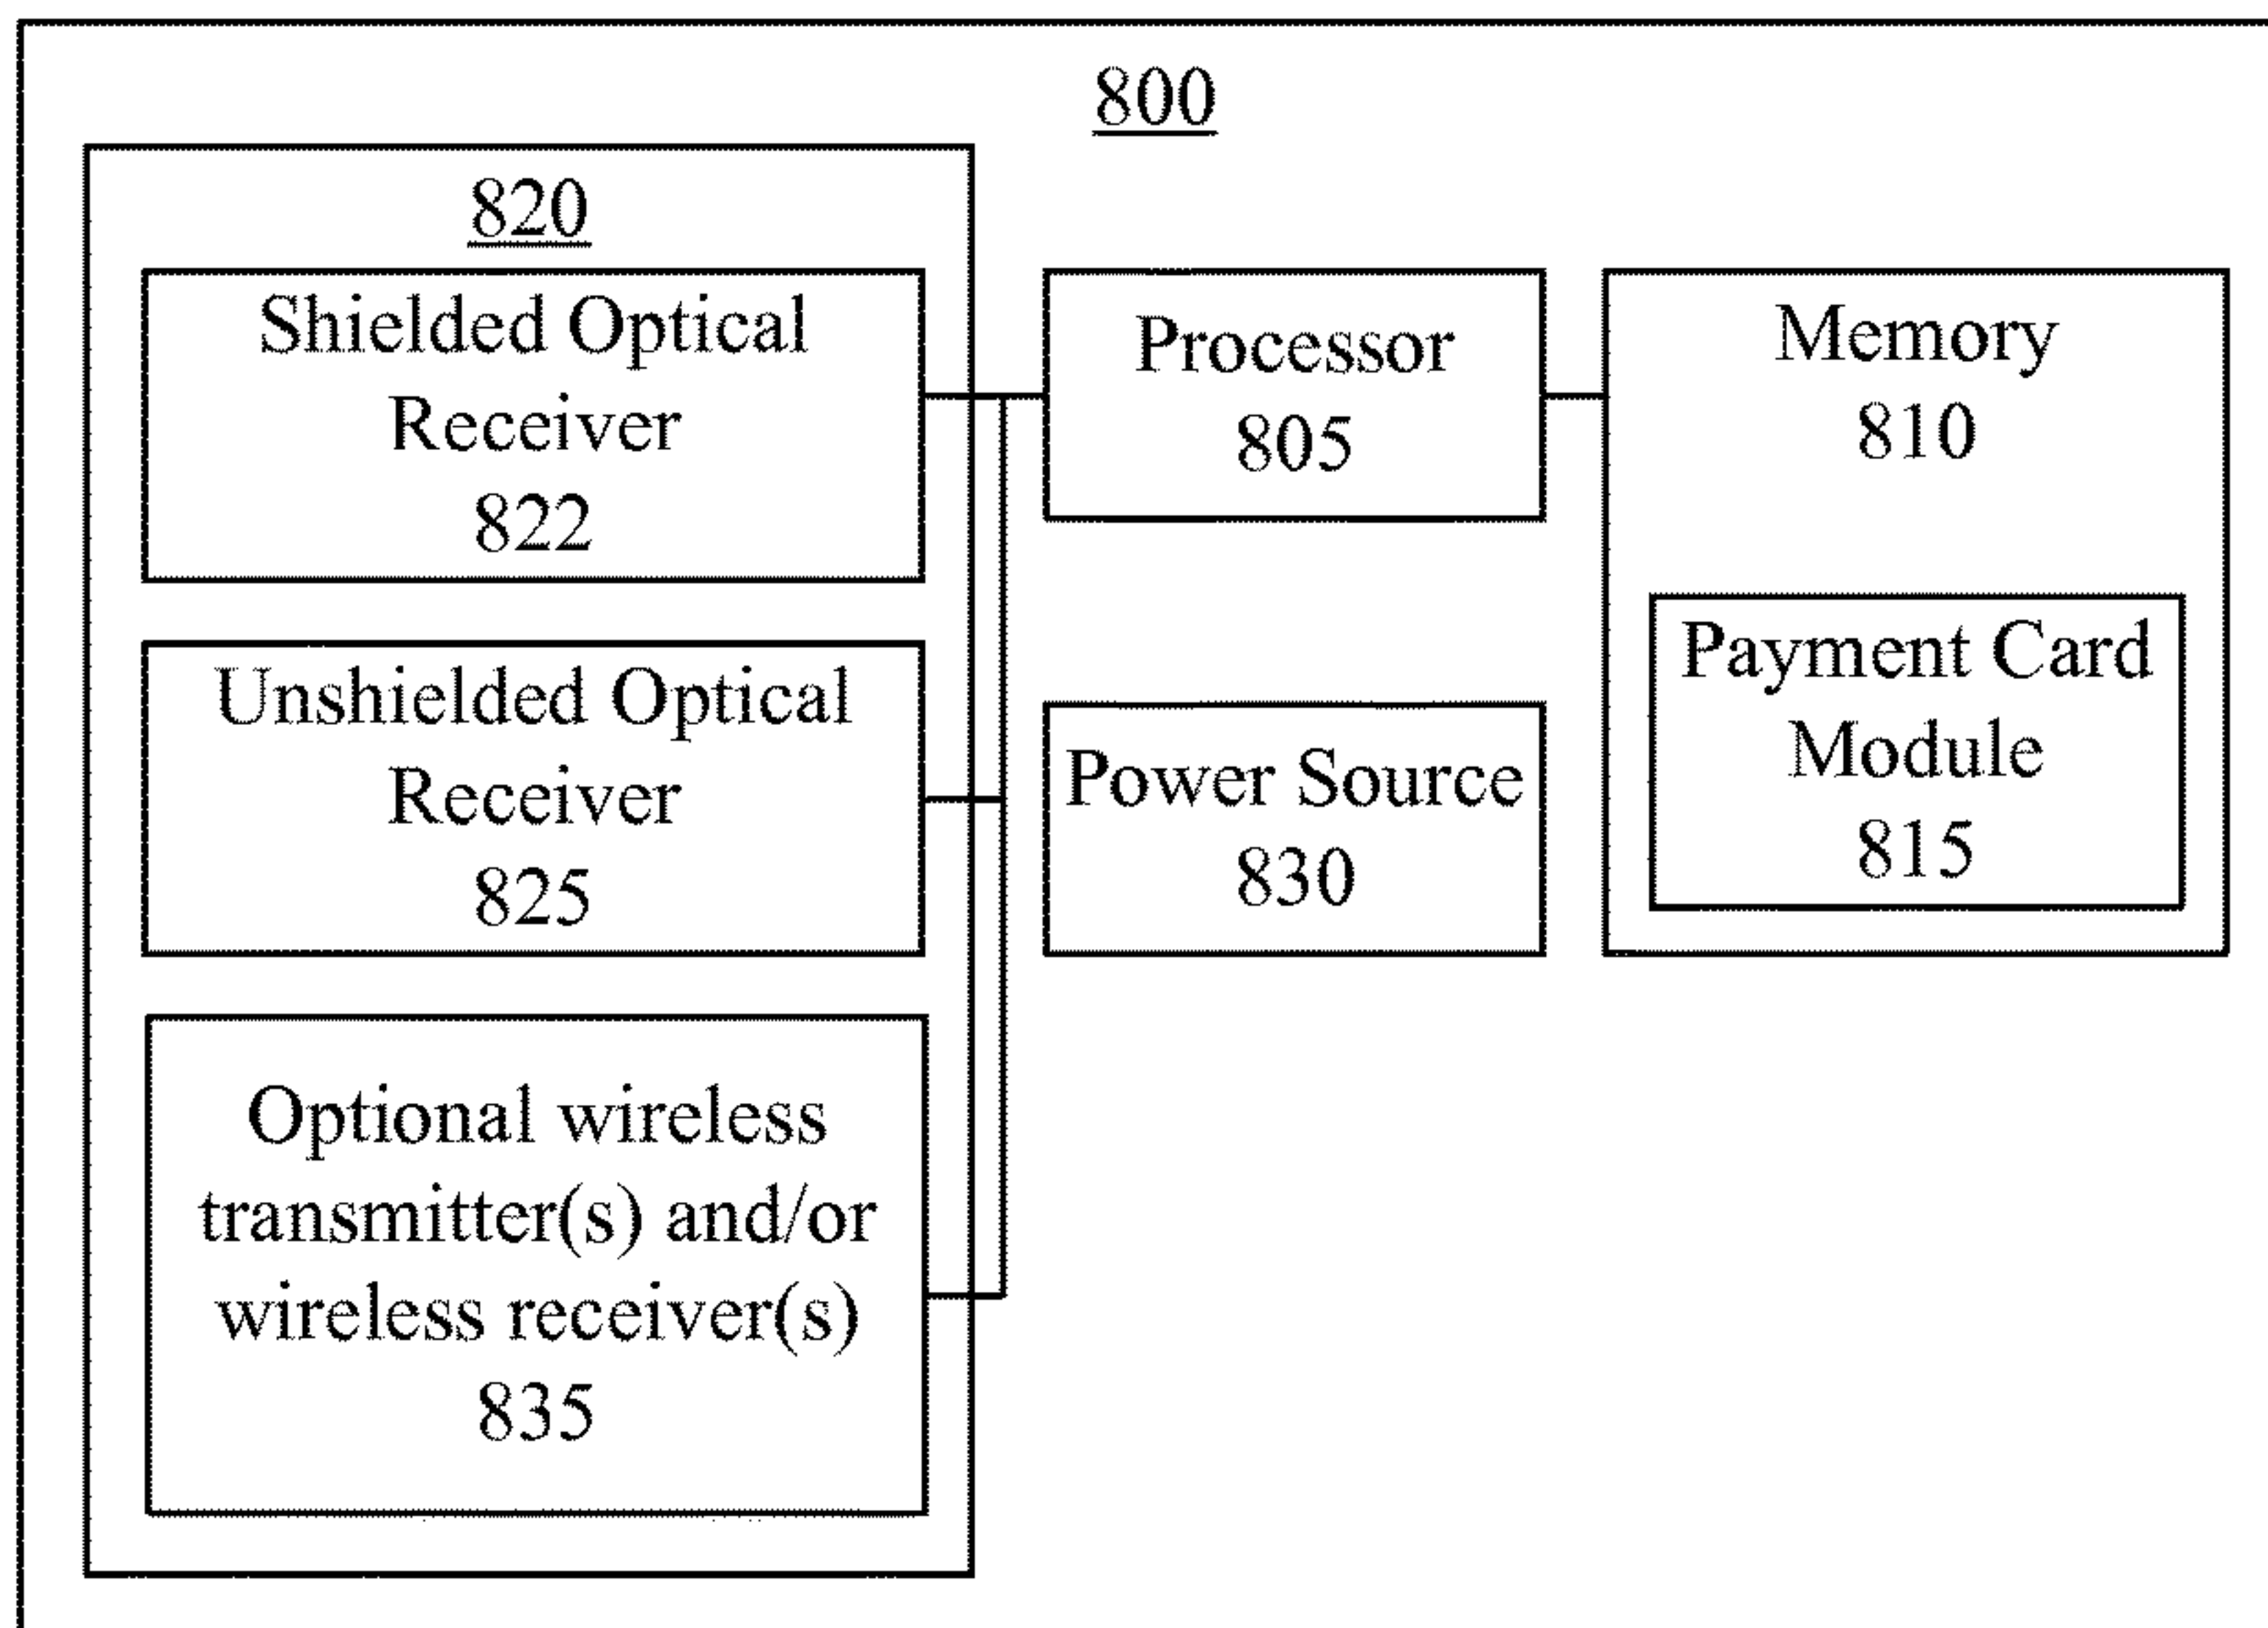 800
820
Shielded Optical
Receiver
822
Unshielded Optical
Receiver
825
Optional wireless
transmitter(s) and/or
wireless receiver(s)
835
Processor
805
Power Source
830
Memory
810
Payment Card
Module
815